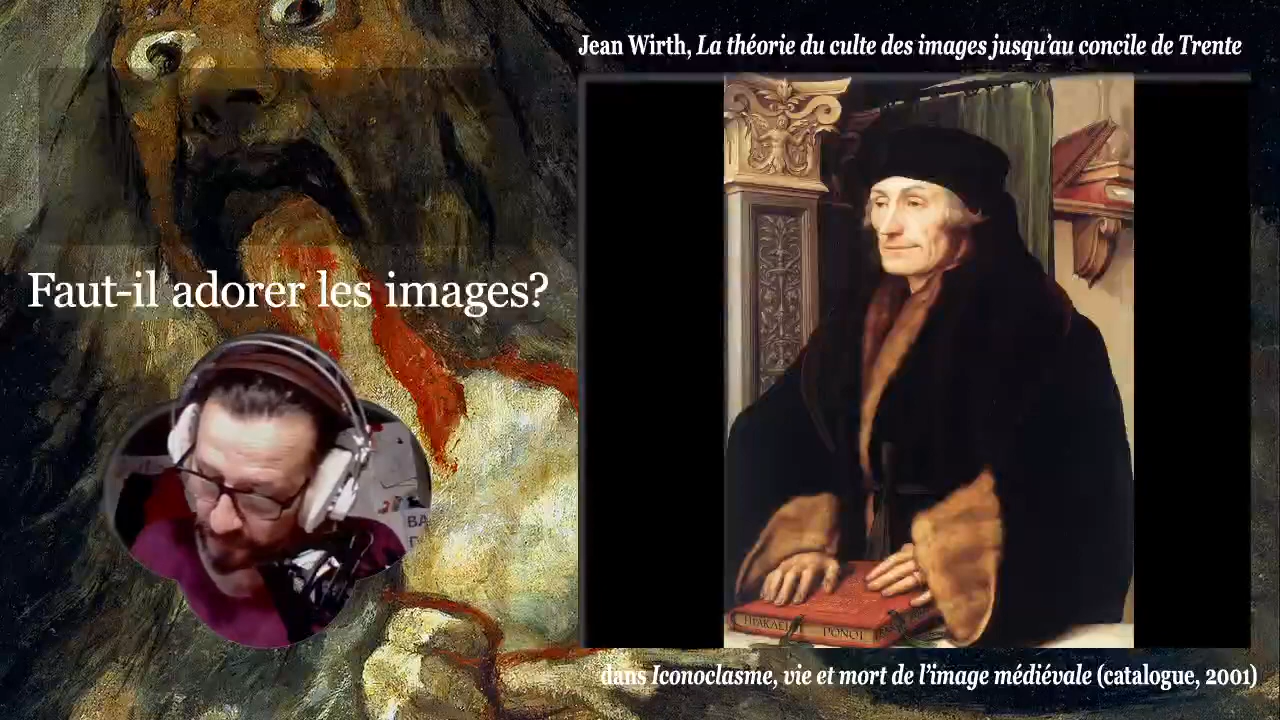 Jean Wirth, La théorie du culte des images jusqu'au concile de Trente
Faut-il adorer les images?
BA
ΗΡΑΚΛΕΙ
ΠΟΝΟΙ
dans Iconoclasme, vie et mort de l'image médiévale (catalogue, 2001)